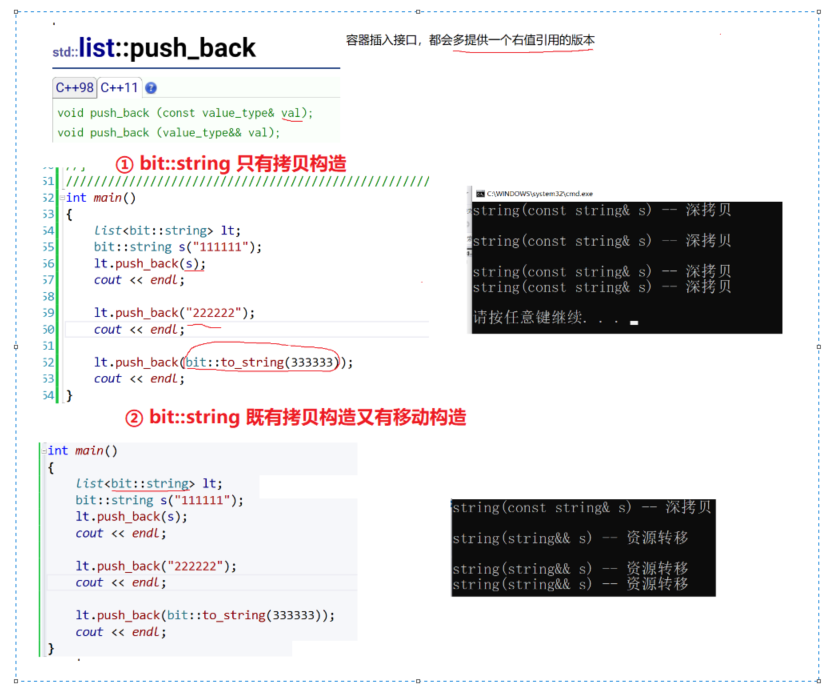 std::list::push_back
容器插入接口，都会多提供一个右值引用的版本
C++98 C++11 ?
void push_back (const value_type& val);
void push_back (value_type&& val);
① bit::string 只有拷贝构造
51 ////////////////////////////////////////////////////
52 int main()
53 {
54 list<bit::string> lt;
55 bit::string s("111111");
56 lt.push_back(s);
57 cout << endl;
58
59 lt.push_back("222222");
60 cout << endl;
51
52 lt.push_back(bit::to_string(333333));
53 cout << endl;
54 }
C:\WINDOWS\system32\cmd.exe
string(const string& s) -- 深拷贝
string(const string& s) -- 深拷贝
string(const string& s) -- 深拷贝
string(const string& s) -- 深拷贝
请按任意键继续. . .
② bit::string 既有拷贝构造又有移动构造
int main()
{
list<bit::string> lt;
bit::string s("111111");
lt.push_back(s);
cout << endl;
lt.push_back("222222");
cout << endl;
lt.push_back(bit::to_string(333333));
cout << endl;
}
string(const string& s) -- 深拷贝
string(string&& s) -- 资源转移
string(string&& s) -- 资源转移
string(string&& s) -- 资源转移